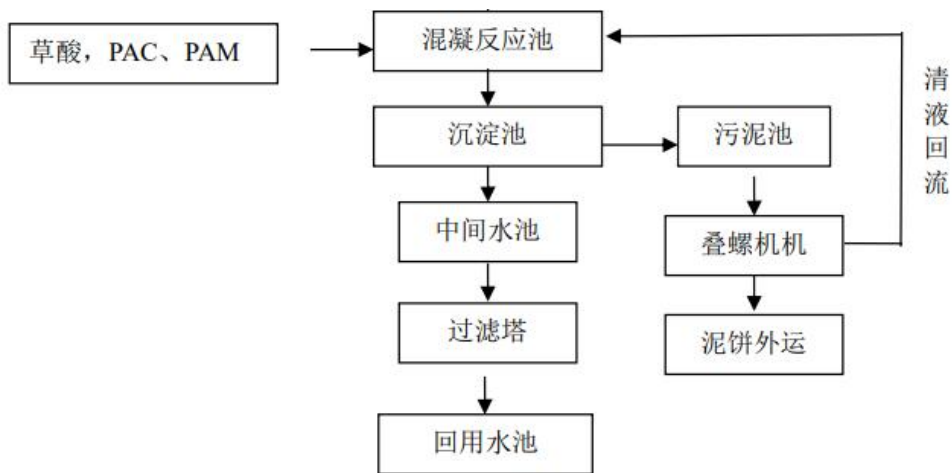 混凝反应池
草酸，PAC、PAM
沉淀池
污泥池
清液回流
中间水池
叠螺机机
过滤塔
泥饼外运
回用水池